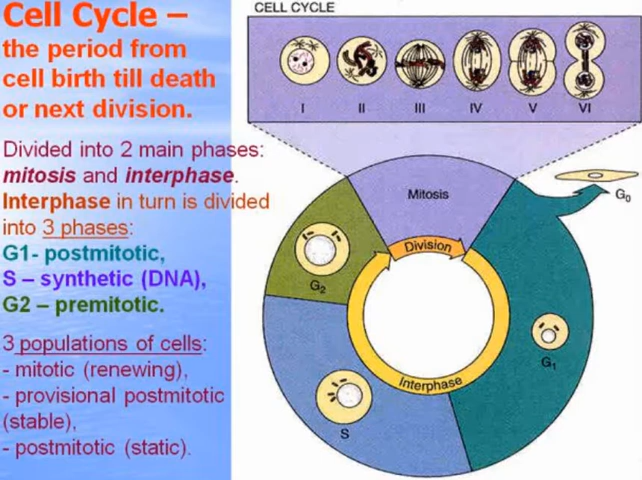 Cell Cycle –
the period from
cell birth till death
or next division.
Divided into 2 main phases:
mitosis and interphase.
Interphase in turn is divided
into 3 phases:
G1- postmitotic,
S – synthetic (DNA),
G2 – premitotic.
3 populations of cells:
- mitotic (renewing),
- provisional postmitotic
(stable),
- postmitotic (static).
CELL CYCLE
I II III IV V VI
Mitosis
G0
Division
G2
G1
Interphase
S